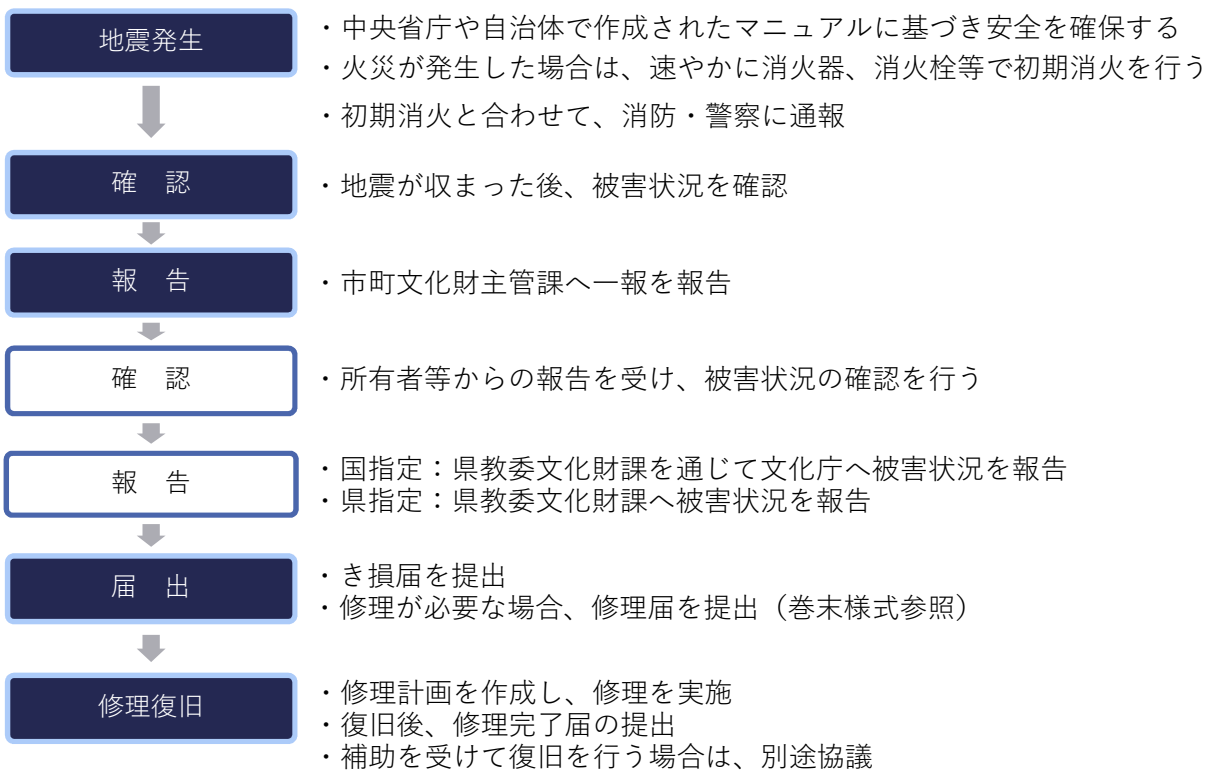 地震発生
・中央省庁や自治体で作成されたマニュアルに基づき安全を確保する
・火災が発生した場合は、速やかに消火器、消火栓等で初期消火を行う
・初期消火と合わせて、消防・警察に通報
確　認
・地震が収まった後、被害状況を確認
報　告
・市町文化財主管課へ一報を報告
確　認
・所有者等からの報告を受け、被害状況の確認を行う
報　告
・国指定：県教委文化財課を通じて文化庁へ被害状況を報告
・県指定：県教委文化財課へ被害状況を報告
届　出
・き損届を提出
・修理が必要な場合、修理届を提出（巻末様式参照）
修理復旧
・修理計画を作成し、修理を実施
・復旧後、修理完了届の提出
・補助を受けて復旧を行う場合は、別途協議